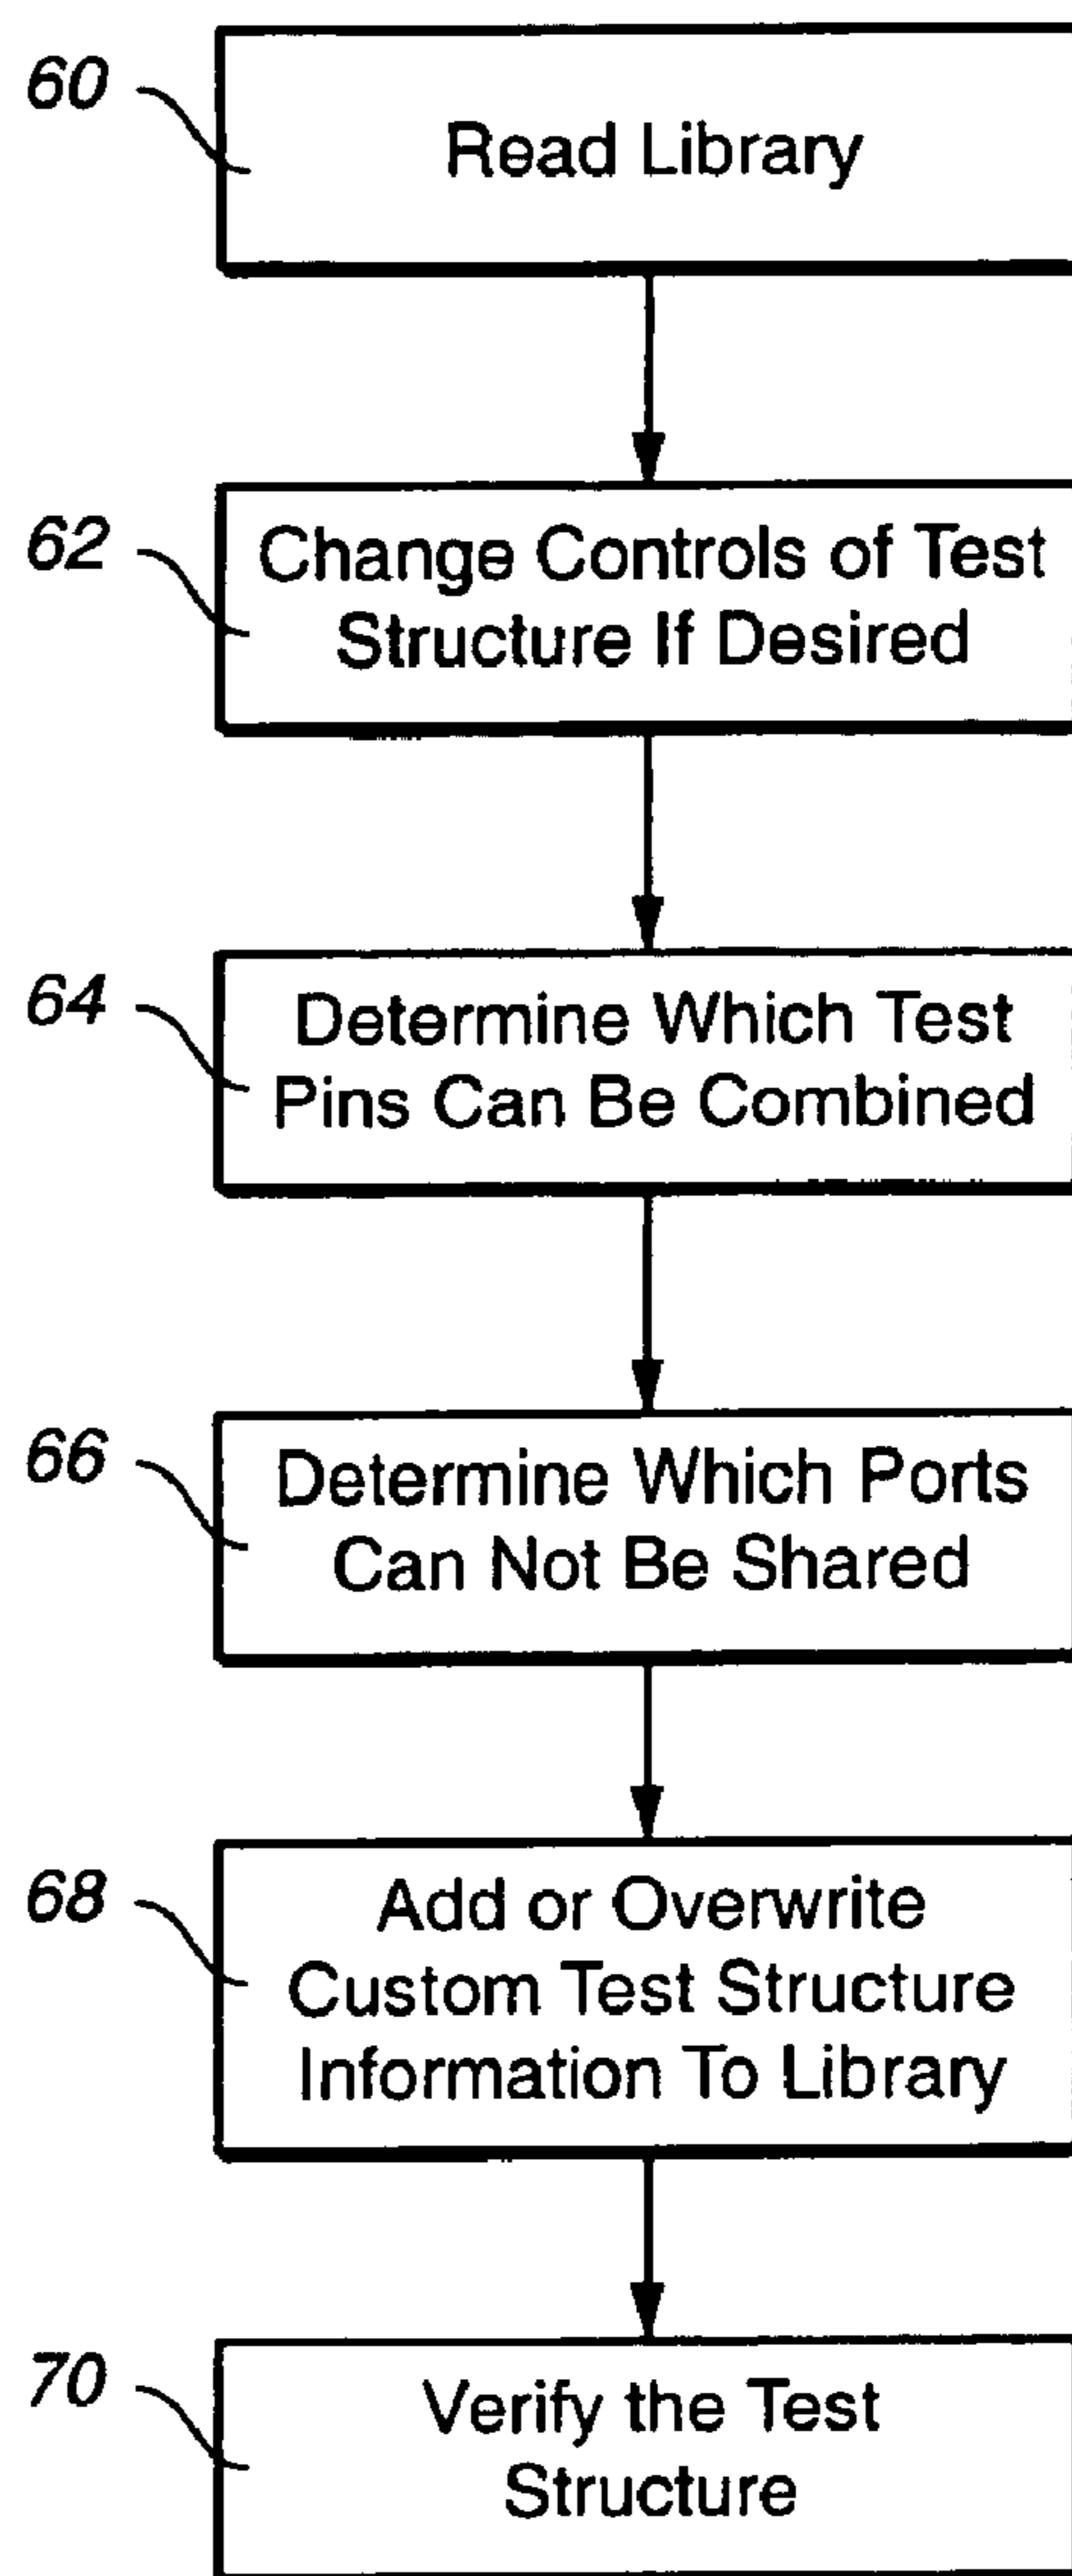 60
Read Library
62
Change Controls of Test
Structure If Desired
64
Determine Which Test
Pins Can Be Combined
66
Determine Which Ports
Can Not Be Shared
68
Add or Overwrite
Custom Test Structure
Information To Library
70
Verify the Test
Structure